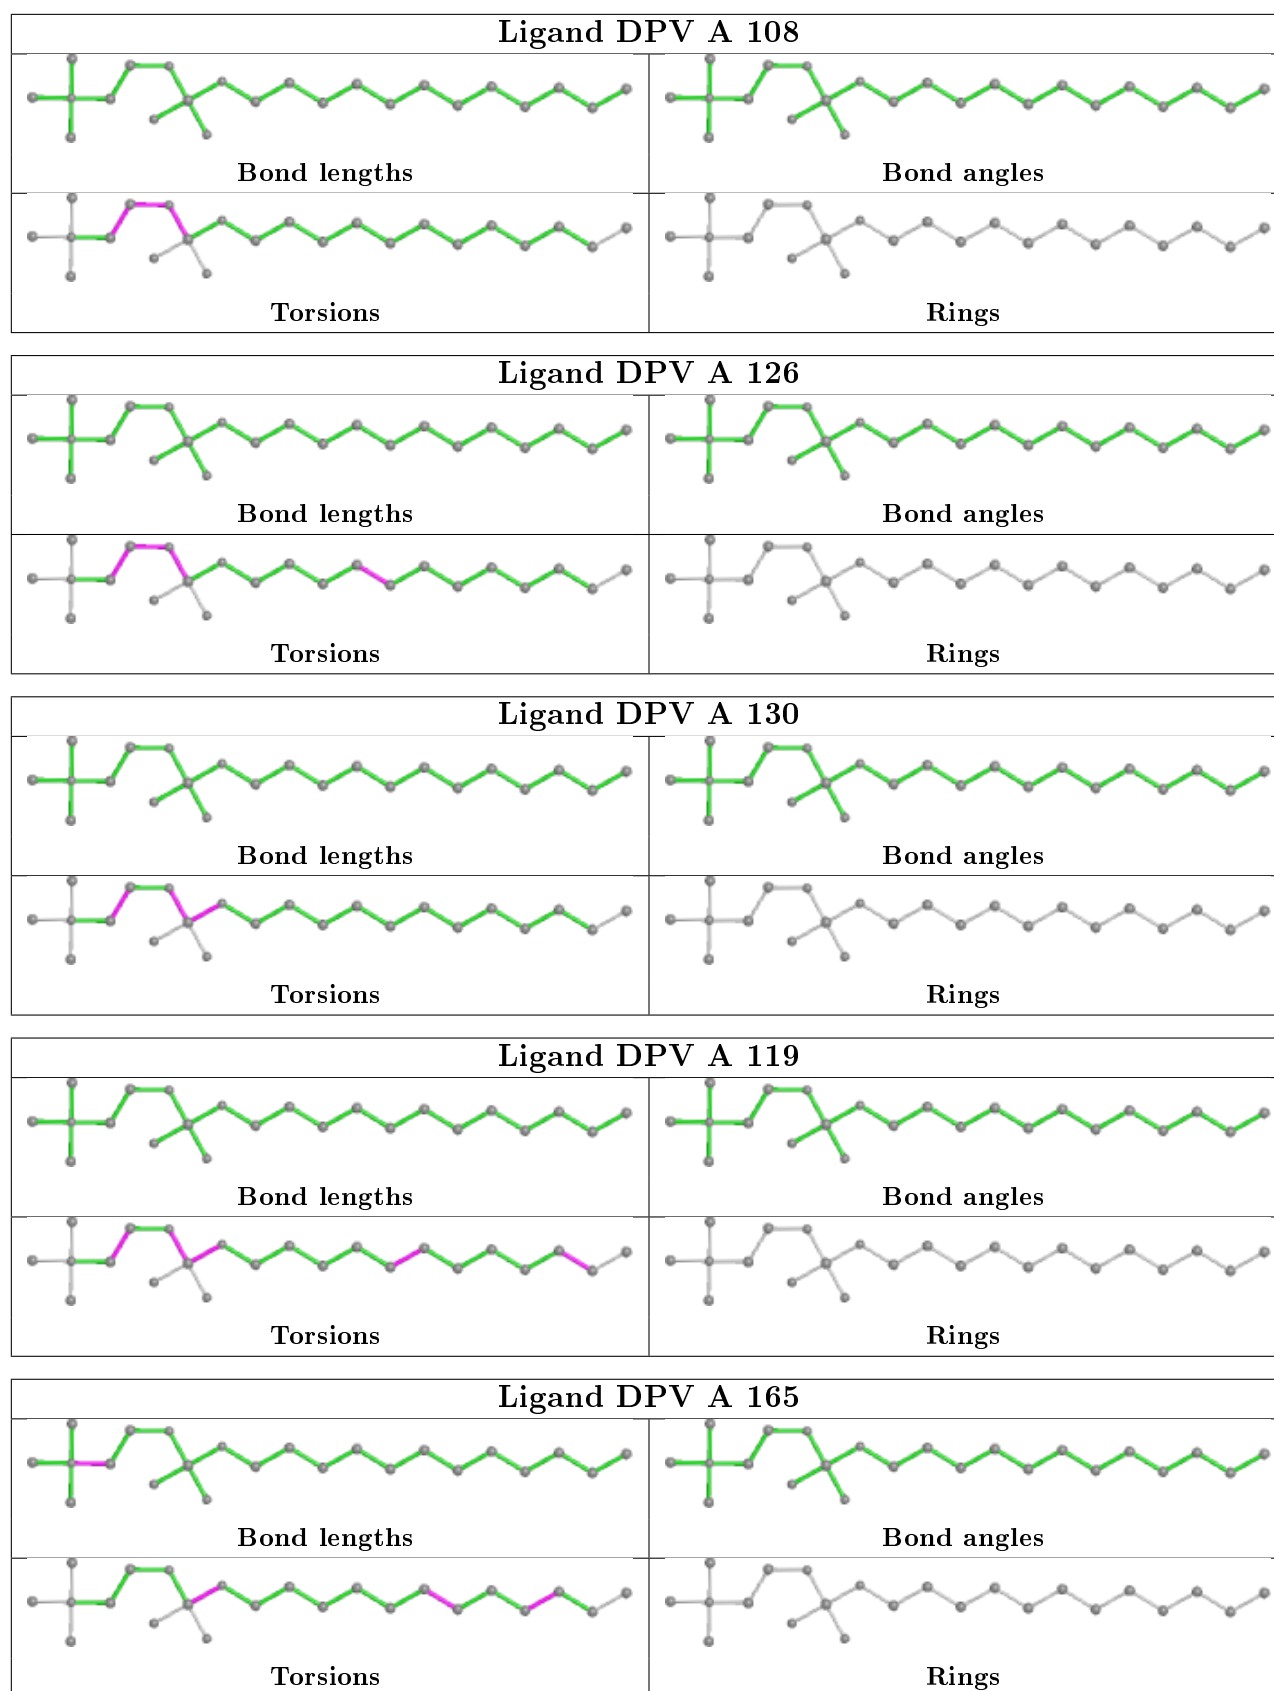 Ligand DPV A 108
Bond lengths
Bond angles
Torsions
Rings
Ligand DPV A 126
Bond lengths
Bond angles
Torsions
Rings
Ligand DPV A 130
Bond lengths
Bond angles
Torsions
Rings
Ligand DPV A 119
Bond lengths
Bond angles
Torsions
Rings
Ligand DPV A 165
Bond lengths
Bond angles
Torsions
Rings